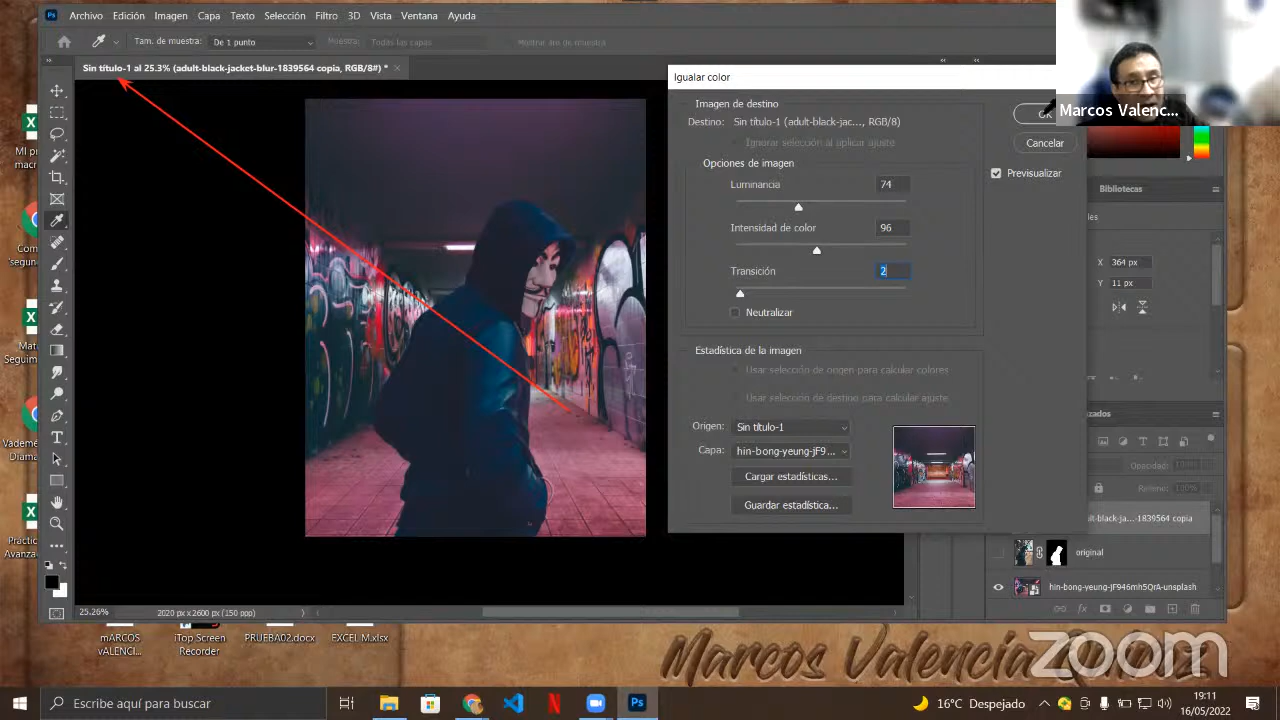 Archivo Edición Imagen Capa Texto Selección Filtro 3D Vista Ventana Ayuda
Tam. de muestra: De 1 punto Muestra: Todas las capas Mostrar aro de muestra
Sin título-1 al 25.3% (adult-black-jacket-blur-1839564 copia, RGB/8#) *
Igualar color
Imagen de destino
Destino: Sin título-1 (adult-black-jac..., RGB/8)
Ignorar selección al aplicar ajuste
Opciones de imagen
Luminancia 74
Intensidad de color 96
Transición 2
Neutralizar
Estadística de la imagen
Usar selección de origen para calcular colores
Usar selección de destino para calcular ajuste
Origen: Sin título-1
Capa: hin-bong-yeung-jF9...
Cargar estadísticas...
Guardar estadística...
OK
Cancelar
Previsualizar
Marcos Valenc...
Bibliotecas
X 364 px
Y 11 px
Opacidad:
Relleno: 100%
original
hin-bong-yeung-jF946mh5QrA-unsplash
25.26% 2020 px x 2600 px (150 ppp)
mARCOS
vALENCI...
iTop Screen
Recorder
PRUEBA02.docx
EXCEL M.xlsx
Marcos Valencia
zoom
Escribe aquí para buscar
16°C Despejado
19:11
16/05/2022